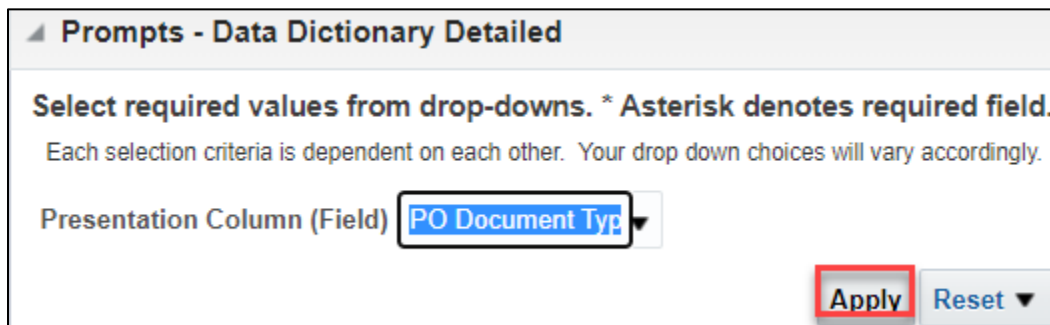 Prompts - Data Dictionary Detailed
Select required values from drop-downs. * Asterisk denotes required field.
Each selection criteria is dependent on each other. Your drop down choices will vary accordingly.
Presentation Column (Field) PO Document Typ
Apply Reset